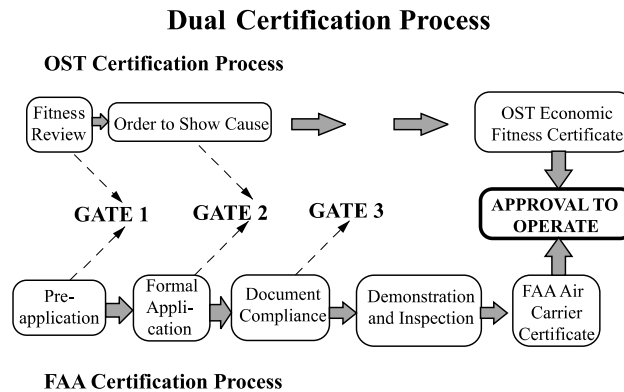 Dual Certification Process
OST Certification Process
Fitness
Review
Order to Show Cause
OST Economic
Fitness Certificate
GATE 1
GATE 2
GATE 3
APPROVAL TO
OPERATE
Pre-
application
Formal
Appli-
cation
Document
Compliance
Demonstration
and Inspection
FAA Air
Carrier
Certificate
FAA Certification Process